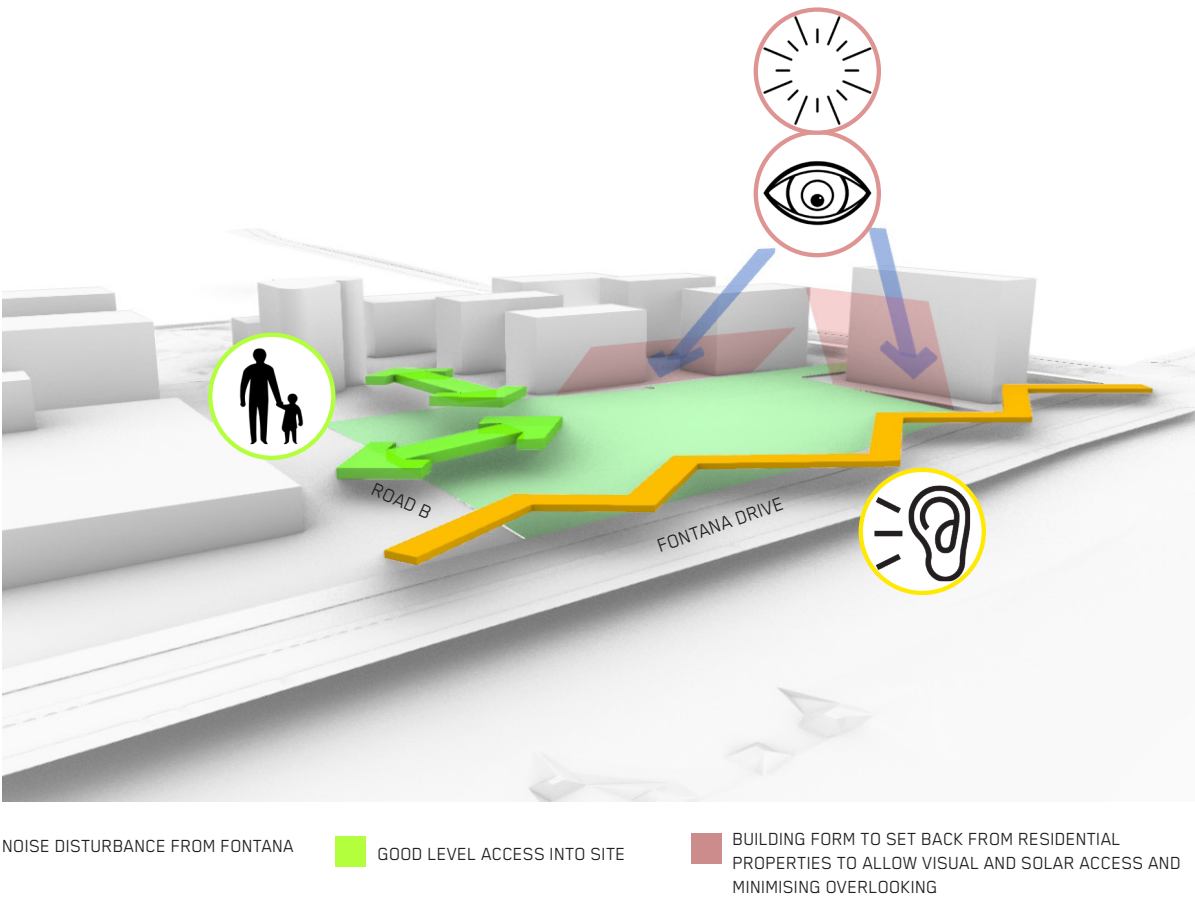 ROAD B
FONTANA DRIVE
NOISE DISTURBANCE FROM FONTANA
GOOD LEVEL ACCESS INTO SITE
BUILDING FORM TO SET BACK FROM RESIDENTIAL
PROPERTIES TO ALLOW VISUAL AND SOLAR ACCESS AND
MINIMISING OVERLOOKING